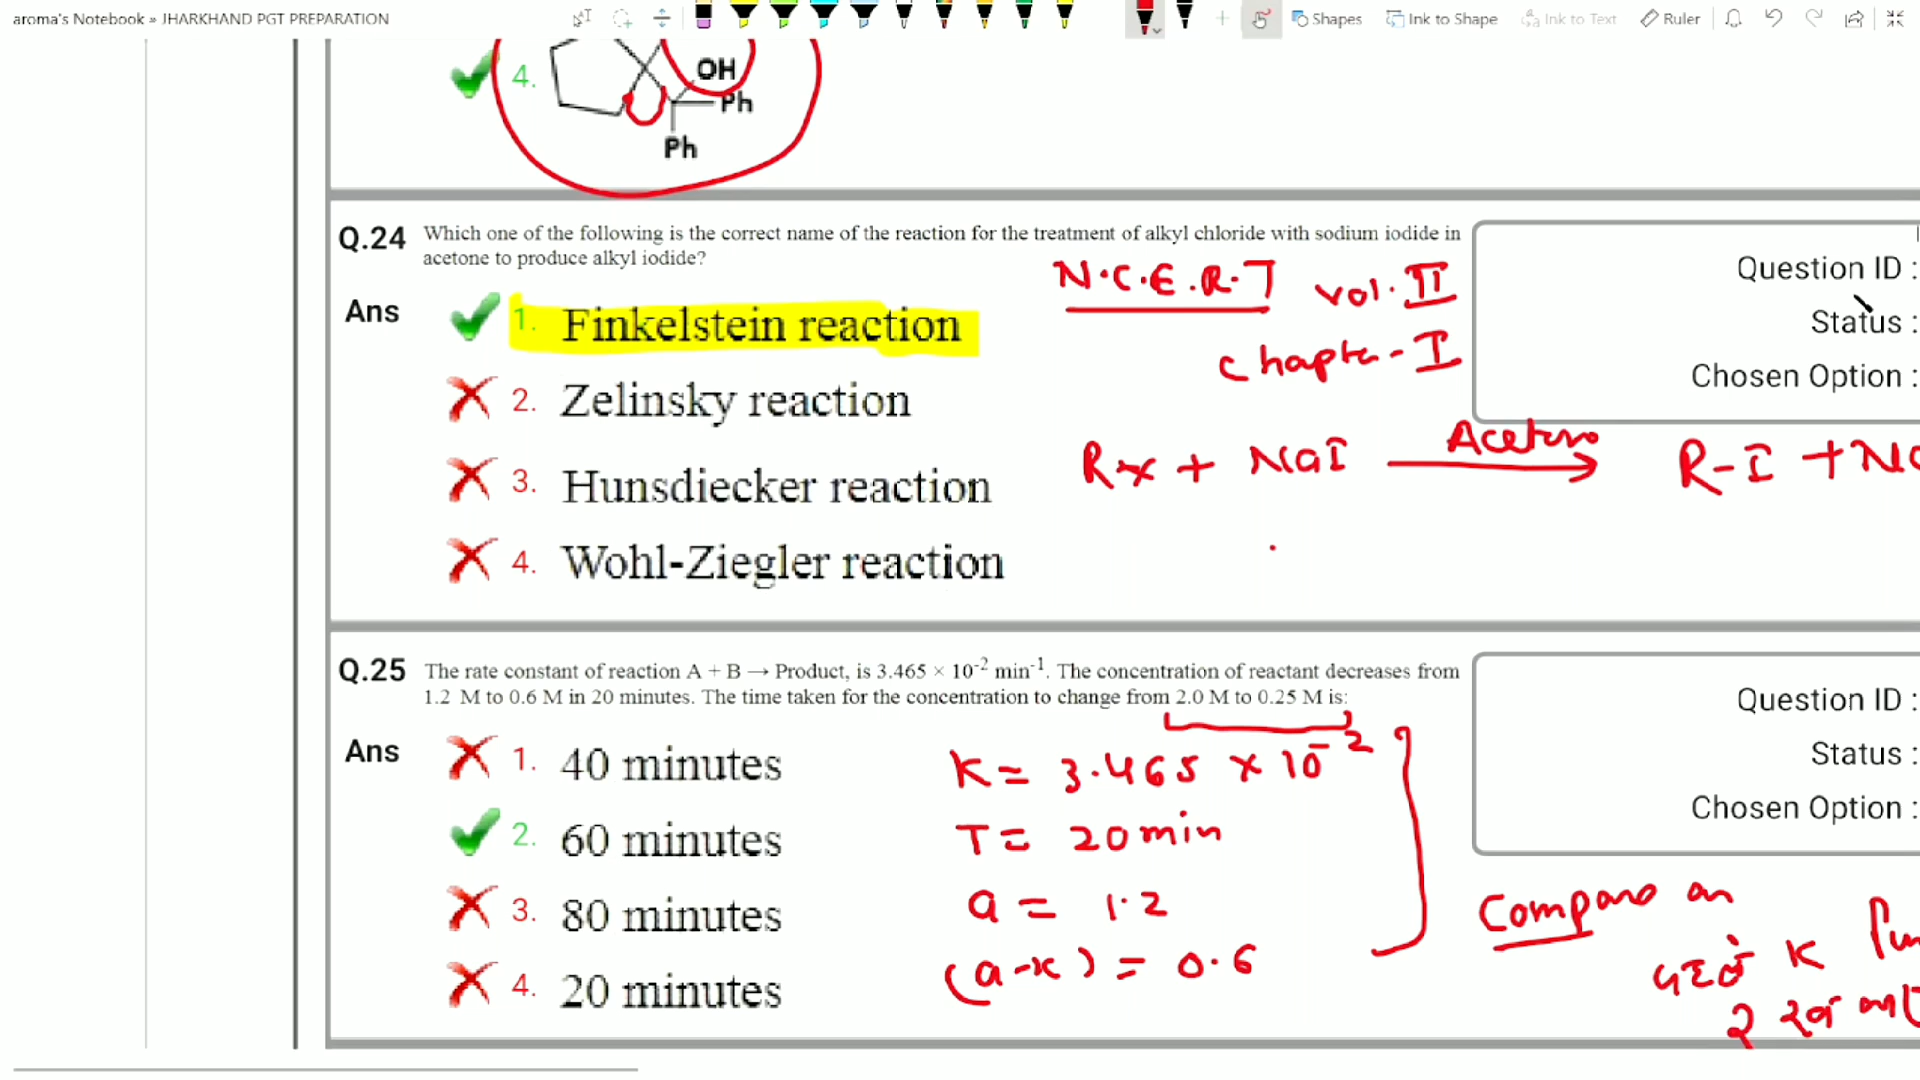 aroma's Notebook » JHARKHAND PGT PREPARATION
Shapes Ink to Shape Ink to Text Ruler
4. OH
Ph
Ph
Q.24 Which one of the following is the correct name of the reaction for the treatment of alkyl chloride with sodium iodide in
acetone to produce alkyl iodide?
Ans 1. Finkelstein reaction
2. Zelinsky reaction
3. Hunsdiecker reaction
4. Wohl-Ziegler reaction
N.C.E.R.T vol. II
Chapter-I
Rx + NaI Acetone R-I +
Question ID :
Status :
Chosen Option :
Q.25 The rate constant of reaction A + B → Product, is 3.465 × 10⁻² min⁻¹. The concentration of reactant decreases from
1.2 M to 0.6 M in 20 minutes. The time taken for the concentration to change from 2.0 M to 0.25 M is:
Ans 1. 40 minutes
2. 60 minutes
3. 80 minutes
4. 20 minutes
K = 3.465 × 10⁻²
T = 20 min
a = 1.2
(a-x) = 0.6
Question ID :
Status :
Chosen Option :
Compare
K